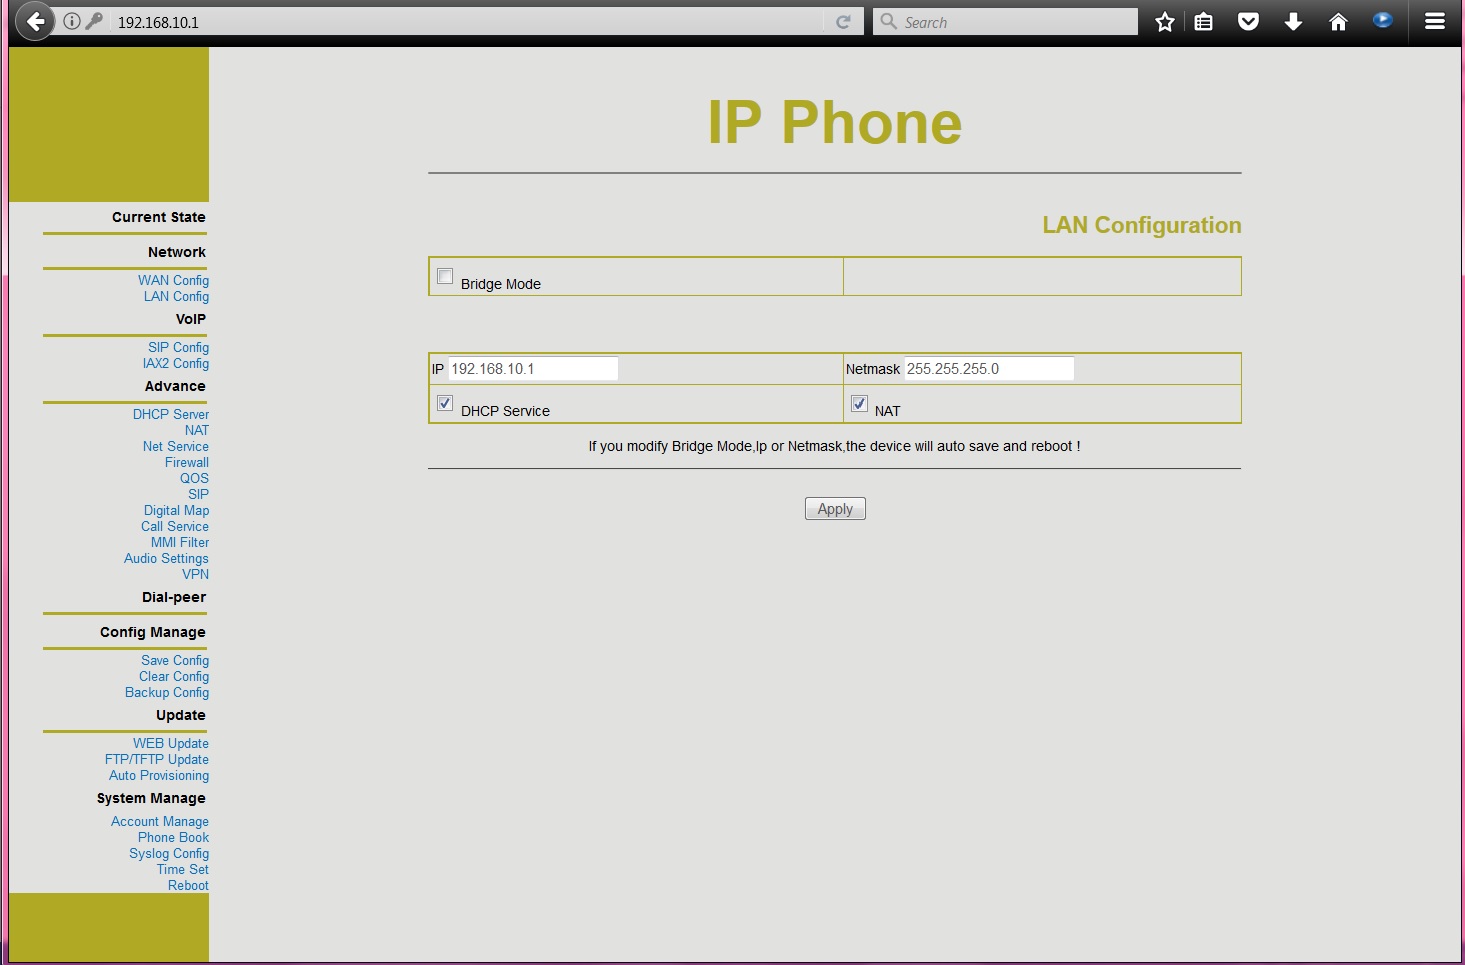 192.168.10.1
Search
IP Phone
LAN Configuration
Current State
Network
WAN Config
LAN Config
VoIP
SIP Config
IAX2 Config
Advance
DHCP Server
NAT
Net Service
Firewall
QOS
SIP
Digital Map
Call Service
MMI Filter
Audio Settings
VPN
Dial-peer
Config Manage
Save Config
Clear Config
Backup Config
Update
WEB Update
FTP/TFTP Update
Auto Provisioning
System Manage
Account Manage
Phone Book
Syslog Config
Time Set
Reboot
Bridge Mode
IP 192.168.10.1 Netmask 255.255.255.0
DHCP Service NAT
If you modify Bridge Mode,Ip or Netmask,the device will auto save and reboot !
Apply